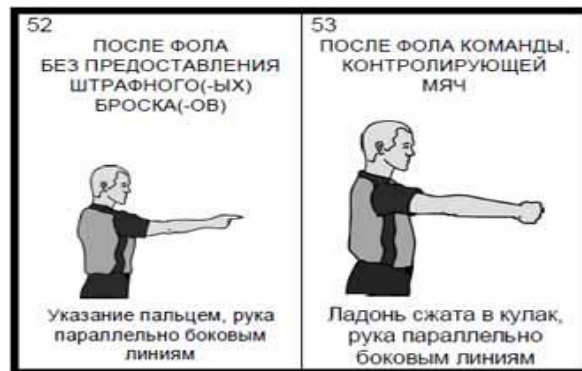 52
ПОСЛЕ ФОЛА
БЕЗ ПРЕДОСТАВЛЕНИЯ
ШТРАФНОГО(-ЫХ)
БРОСКА(-ОВ)
Указание пальцем, рука
параллельно боковым
линиям
53
ПОСЛЕ ФОЛА КОМАНДЫ,
КОНТРОЛИРУЮЩЕЙ
МЯЧ
Ладонь сжата в кулак,
рука параллельно
боковым линиям